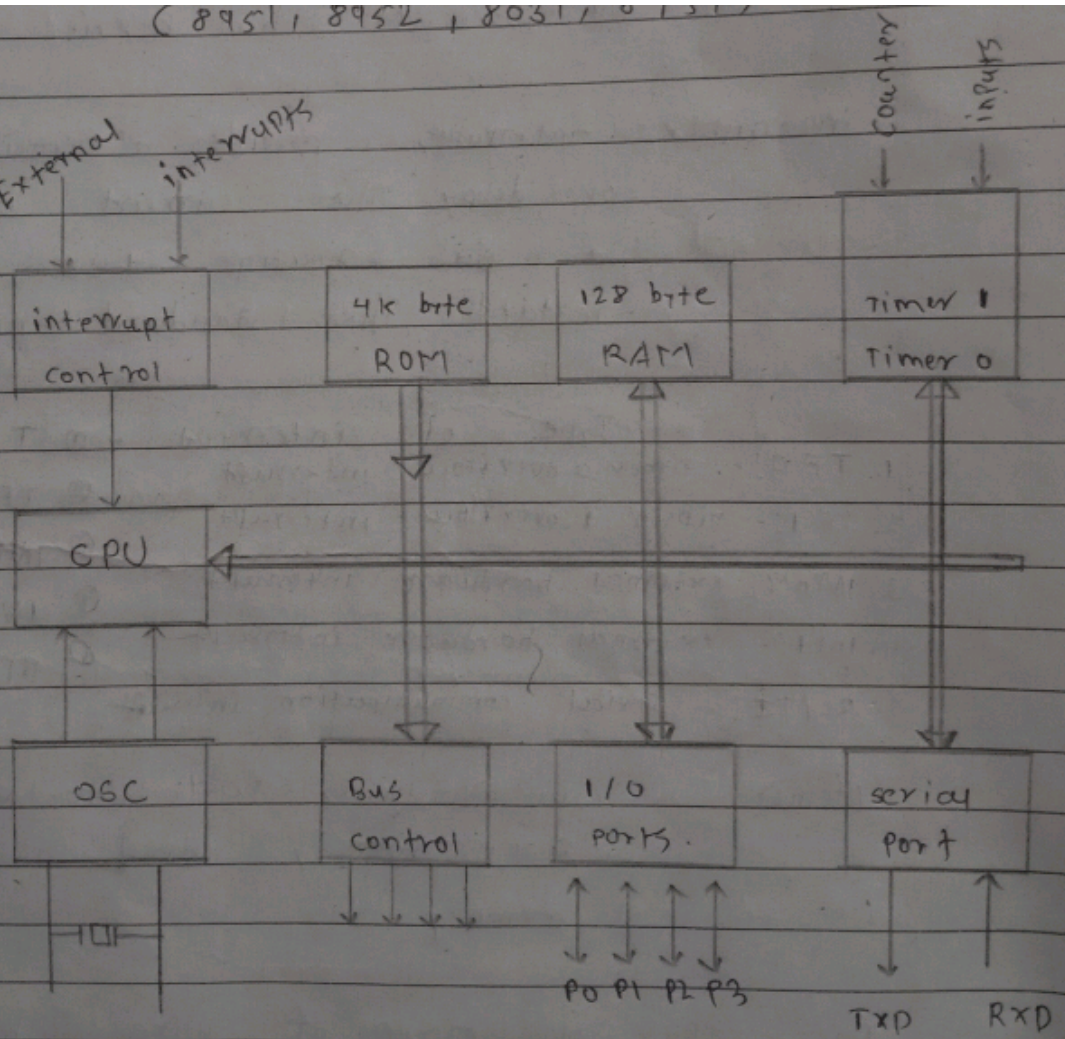 ( 8951, 8952, 8031,
Counter
inputs
External
interrupts
interrupt
control
4K byte
ROM
128 byte
RAM
Timer 1
Timer 0
CPU
OSC
Bus
control
I/O
ports.
serial
port
P0 P1 P2 P3
TXD
RXD